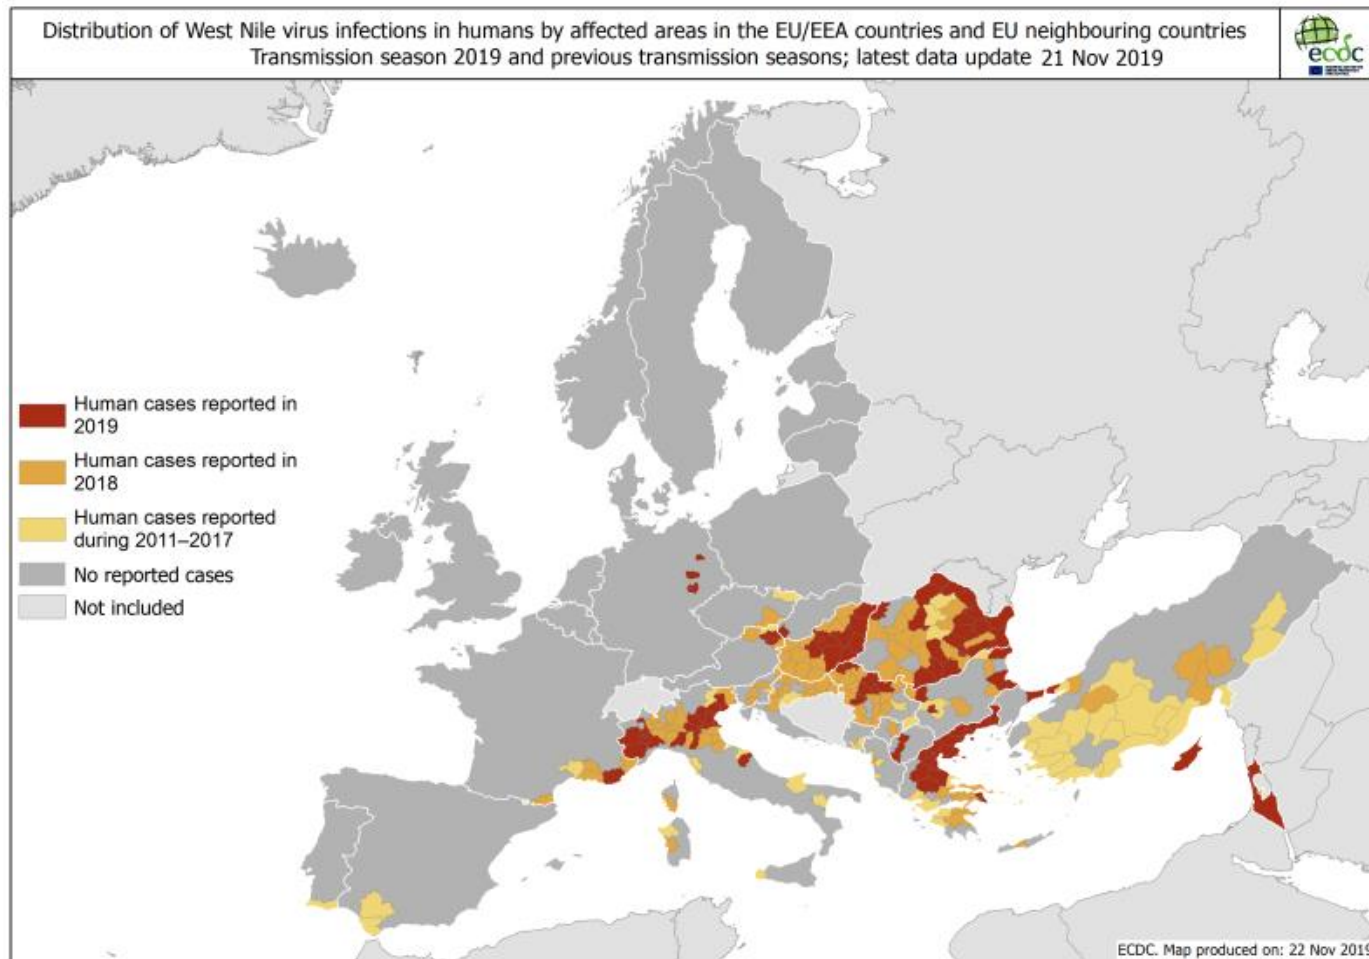 Distribution of West Nile virus infections in humans by affected areas in the EU/EEA countries and EU neighbouring countries
Transmission season 2019 and previous transmission seasons; latest data update 21 Nov 2019
ecdc
Human cases reported in
2019
Human cases reported in
2018
Human cases reported
during 2011–2017
No reported cases
Not included
ECDC. Map produced on: 22 Nov 2019